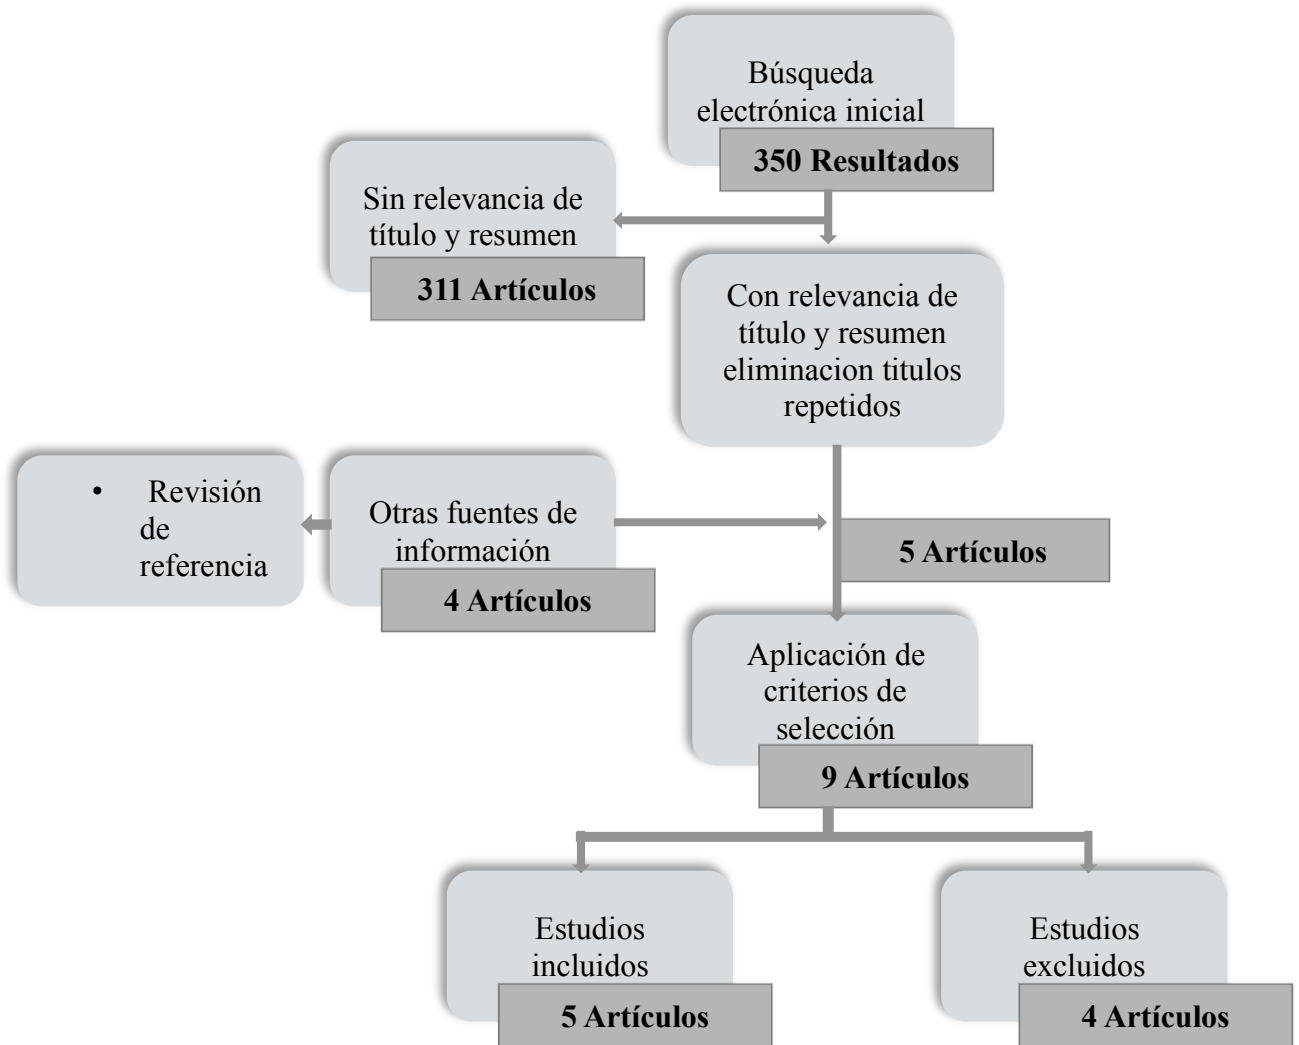 Búsqueda
electrónica inicial
350 Resultados
Sin relevancia de
título y resumen
311 Artículos
Con relevancia de
título y resumen
eliminacion titulos
repetidos
• Revisión
de
referencia
Otras fuentes de
información
4 Artículos
5 Artículos
Aplicación de
criterios de
selección
9 Artículos
Estudios
incluidos
5 Artículos
Estudios
excluidos
4 Artículos